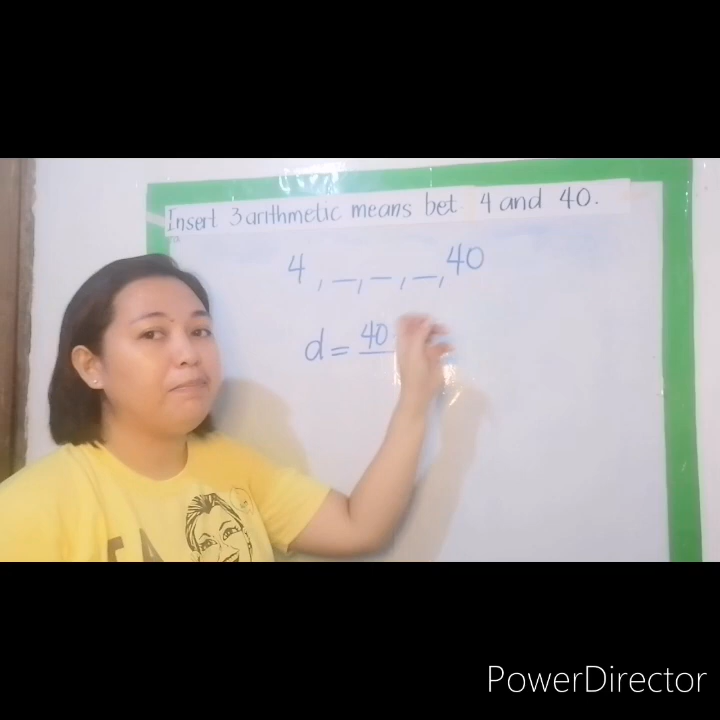 Insert 3 arithmetic means bet 4 and 40.
4, _, _, _, 40
d = 40
PowerDirector